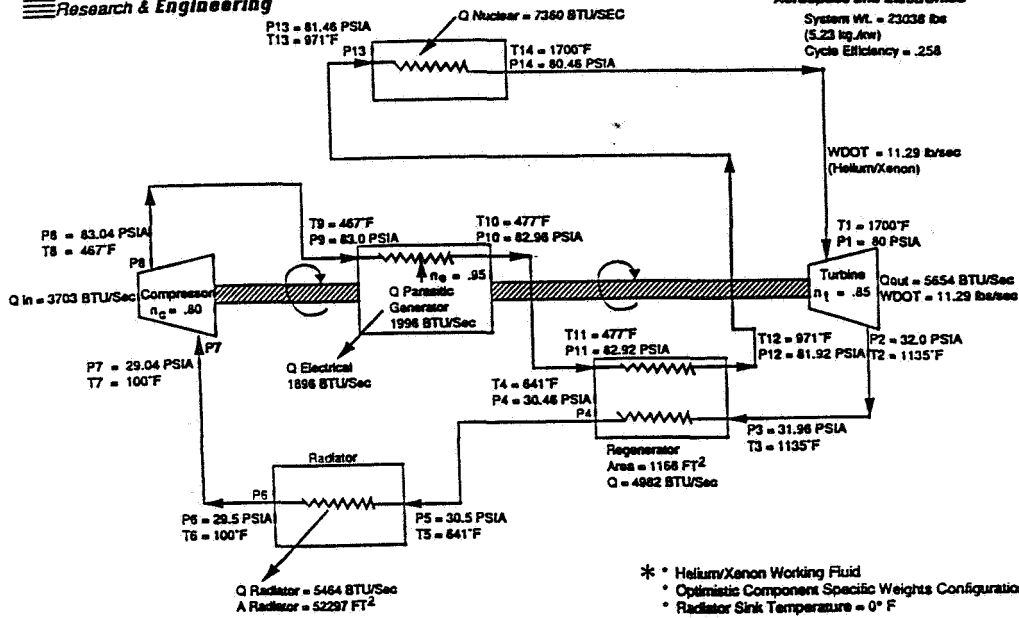 Research & Engineering
System Wt. = 23038 lbs
(5.23 kg./kw)
Cycle Efficiency = .258
Q Nuclear = 7360 BTU/SEC
P13 = 81.46 PSIA
T13 = 971°F
P13
T14 = 1700°F
P14 = 80.46 PSIA
WDOT = 11.29 lb/sec
(Helium/Xenon)
P8 = 83.04 PSIA
T8 = 467°F
P8
T9 = 467°F
P9 = 83.0 PSIA
T10 = 477°F
P10 = 82.96 PSIA
T1 = 1700°F
P1 = 80 PSIA
Q in = 3703 BTU/Sec
Compressor
nc = .80
ne = .95
Q Parasitic
Generator
1996 BTU/Sec
Turbine
nt = .85
Qout = 5654 BTU/Sec
WDOT = 11.29 lbs/sec
P7
P7 = 29.04 PSIA
T7 = 100°F
Q Electrical
1896 BTU/Sec
T11 = 477°F
P11 = 82.92 PSIA
T12 = 971°F
P12 = 81.92 PSIA
P2 = 32.0 PSIA
T2 = 1135°F
T4 = 641°F
P4 = 30.46 PSIA
P4
P3 = 31.96 PSIA
T3 = 1135°F
Regenerator
Area = 1166 FT2
Q = 4982 BTU/Sec
Radiator
P6
P6 = 29.5 PSIA
T6 = 100°F
P5 = 30.5 PSIA
T5 = 641°F
Q Radiator = 5464 BTU/Sec
A Radiator = 52297 FT2
* * Helium/Xenon Working Fluid
* Optimistic Component Specific Weights Configuration
* Radiator Sink Temperature = 0° F